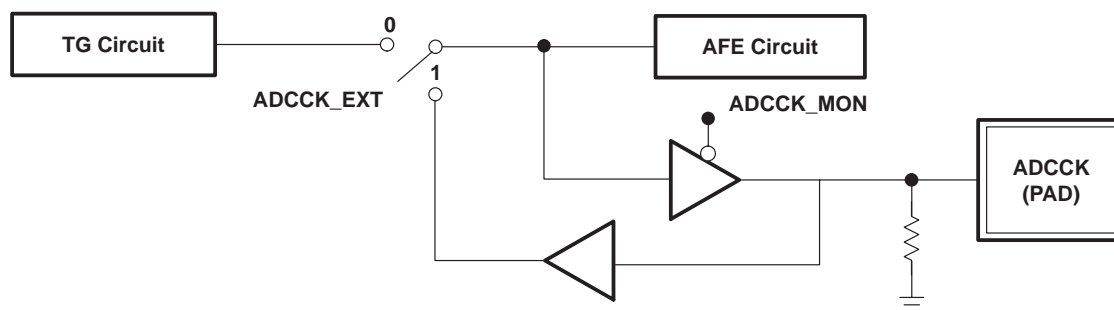 TG Circuit
0
AFE Circuit
1
ADCCK_EXT
ADCCK_MON
ADCCK
(PAD)